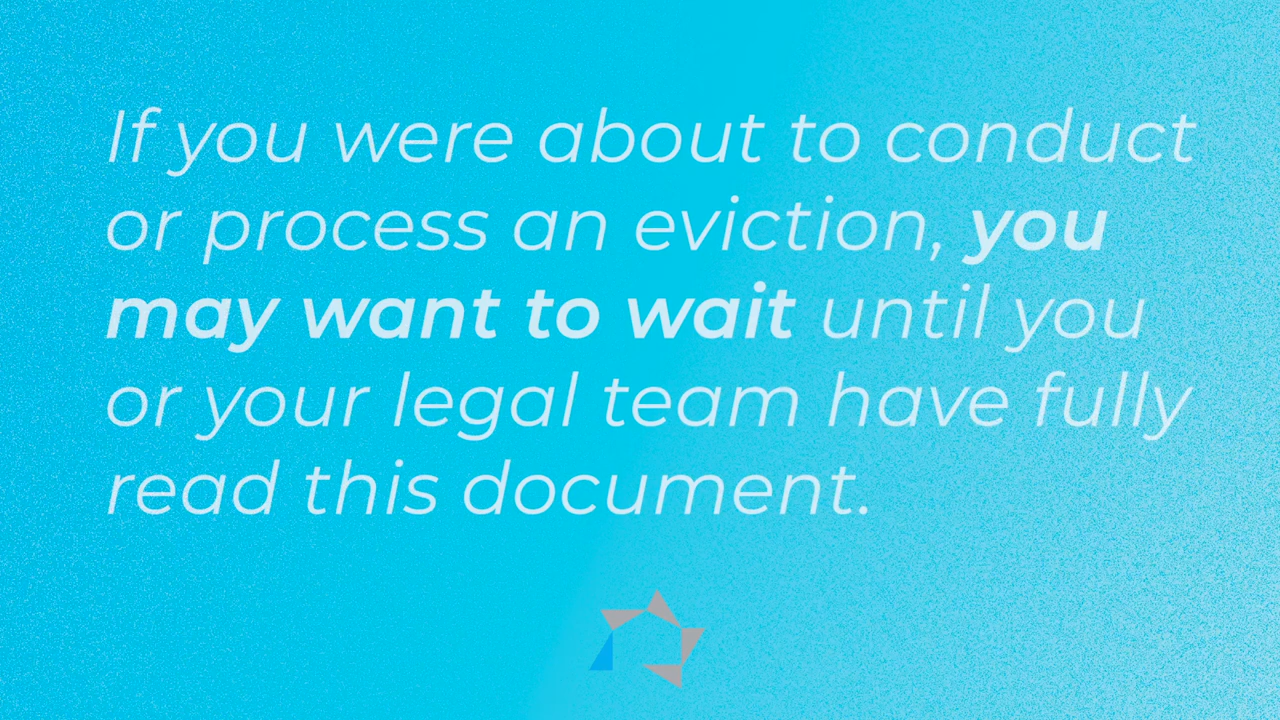 If you were about to conduct
or process an eviction, you
may want to wait until you
or your legal team have fully
read this document.